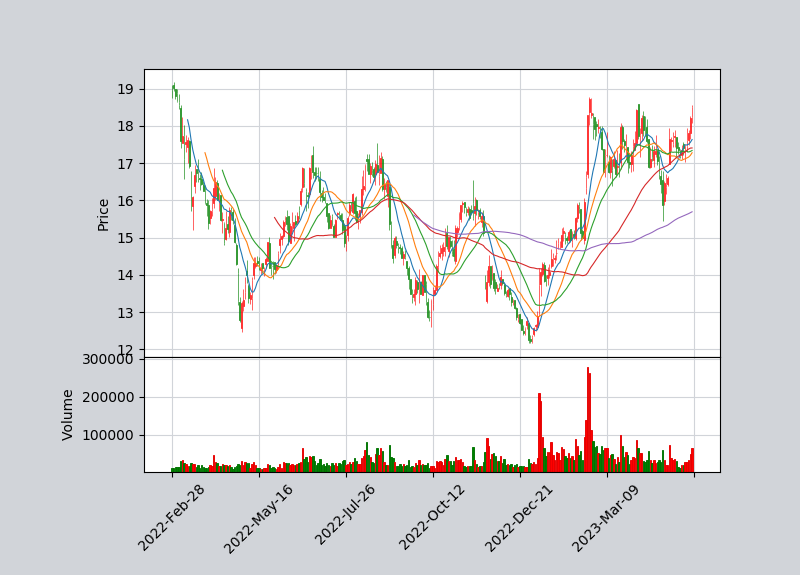 19
18
17
16
15
14
13
12
Price
300000
200000
100000
Volume
2022-Feb-28
2022-May-16
2022-Jul-26
2022-Oct-12
2022-Dec-21
2023-Mar-09